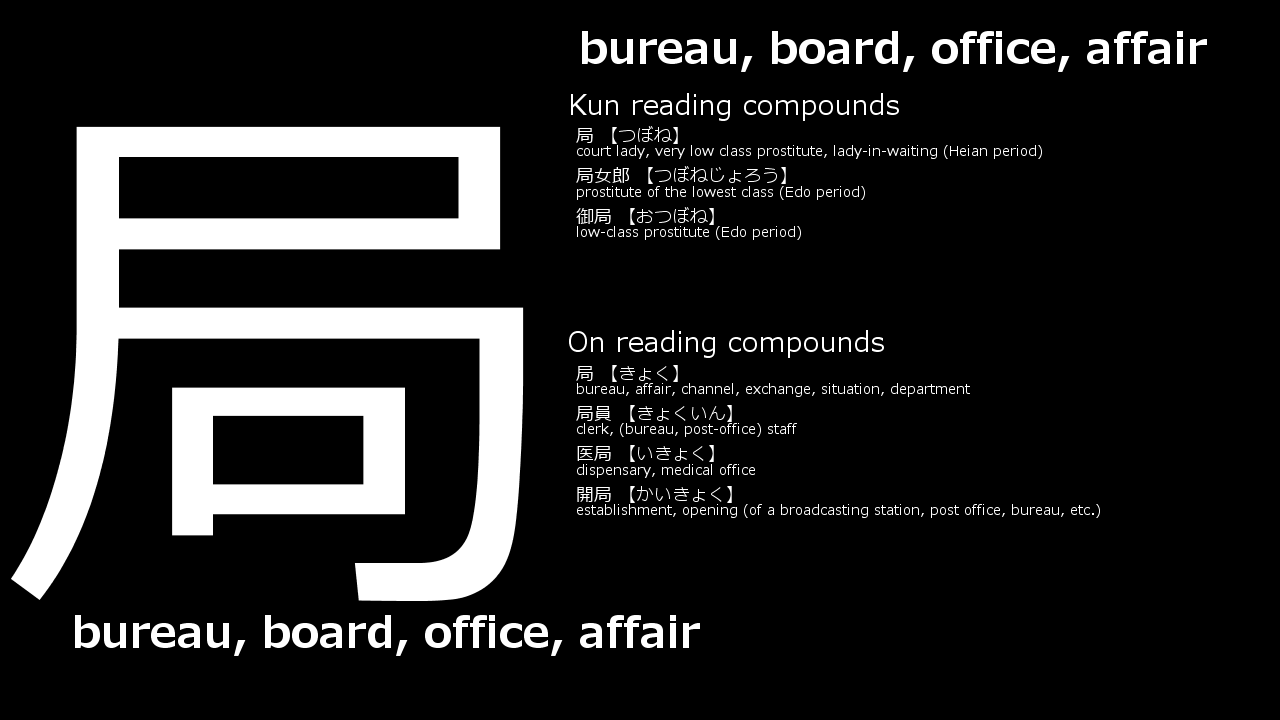 局
bureau, board, office, affair
bureau, board, office, affair
Kun reading compounds
局 【つぼね】
court lady, very low class prostitute, lady-in-waiting (Heian period)
局女郎 【つぼねじょろう】
prostitute of the lowest class (Edo period)
御局 【おつぼね】
low-class prostitute (Edo period)
On reading compounds
局 【きょく】
bureau, affair, channel, exchange, situation, department
局員 【きょくいん】
clerk, (bureau, post-office) staff
医局 【いきょく】
dispensary, medical office
開局 【かいきょく】
establishment, opening (of a broadcasting station, post office, bureau, etc.)